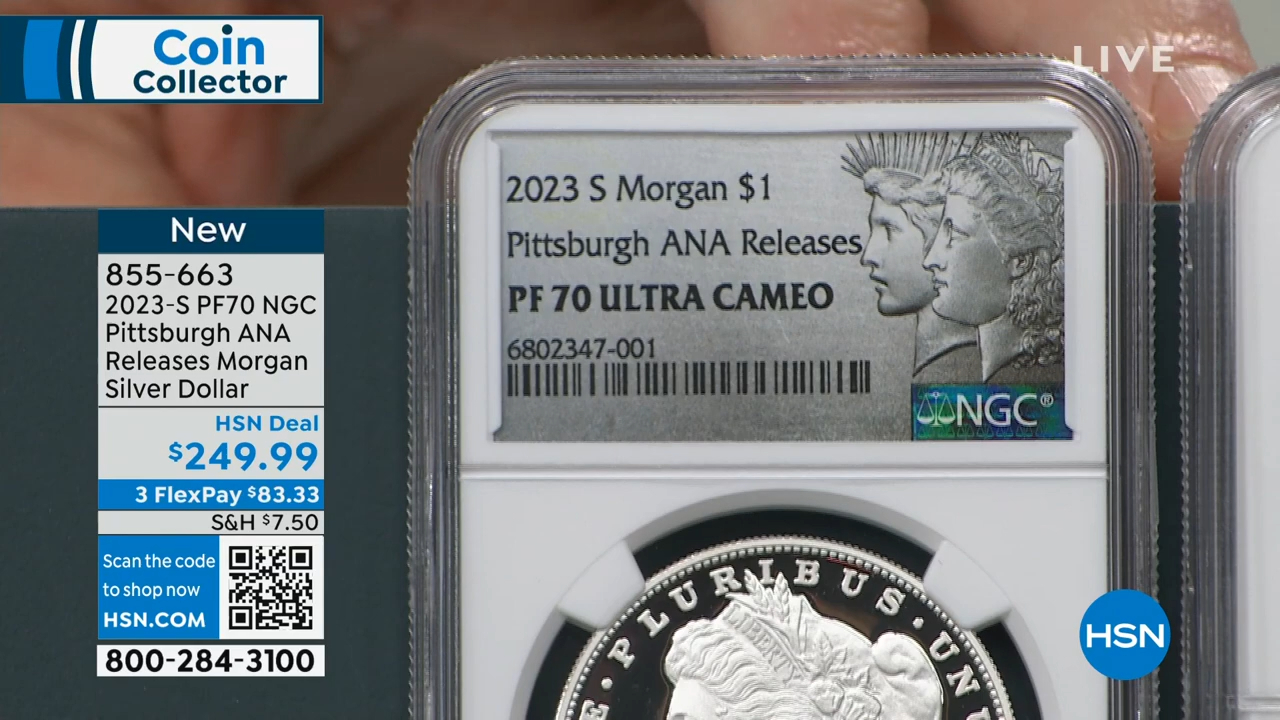 Coin
Collector
LIVE
New
855-663
2023-S PF70 NGC
Pittsburgh ANA
Releases Morgan
Silver Dollar
HSN Deal
$249.99
3 FlexPay $83.33
S&H $7.50
Scan the code
to shop now
HSN.COM
800-284-3100
2023 S Morgan $1
Pittsburgh ANA Releases
PF 70 ULTRA CAMEO
6802347-001
NGC®
E·PLURIBUS·UNU
HSN